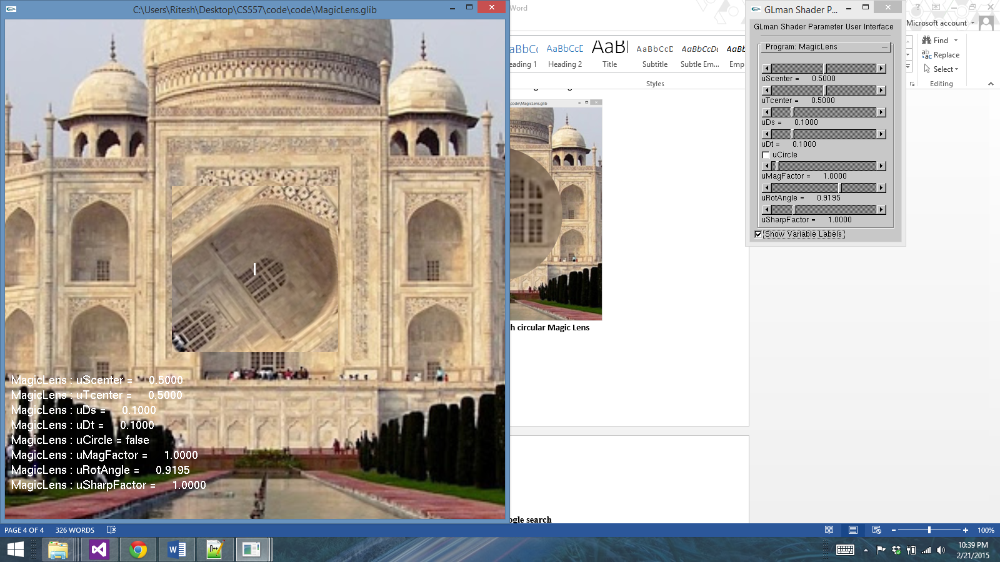 C:\Users\Ritesh\Desktop\CS557\code\code\MagicLens.glib
MagicLens : uScenter = 0.5000
MagicLens : uTcenter = 0.5000
MagicLens : uDs = 0.1000
MagicLens : uDt = 0.1000
MagicLens : uCircle = false
MagicLens : uMagFactor = 1.0000
MagicLens : uRotAngle = 0.9195
MagicLens : uSharpFactor = 1.0000
Word
Microsoft account
AaBbCc AaBbCcD AaB AaBbCcD AaBbCcDc AaBb
eading 1 Heading 2 Title Subtitle Subtle Em... Emp
Styles
Find
Replace
Select
Editing
code\MagicLens.glib
h circular Magic Lens
ogle search
GLman Shader P...
GLman Shader Parameter User Interface
Program: MagicLens
uScenter = 0.5000
uTcenter = 0.5000
uDs = 0.1000
uDt = 0.1000
uCircle
uMagFactor = 1.0000
uRotAngle = 0.9195
uSharpFactor = 1.0000
Show Variable Labels
PAGE 4 OF 4 326 WORDS
100%
10:39 PM
2/21/2015